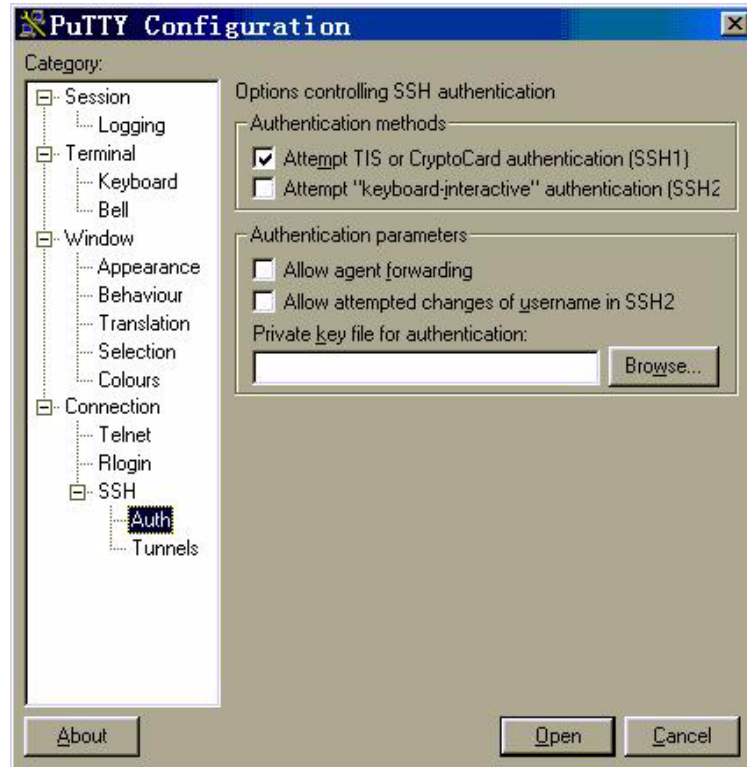 PuTTY Configuration
Category:
Session
Logging
Terminal
Keyboard
Bell
Window
Appearance
Behaviour
Translation
Selection
Colours
Connection
Telnet
Rlogin
SSH
Auth
Tunnels
Options controlling SSH authentication
Authentication methods
Attempt TIS or CryptoCard authentication (SSH1)
Attempt "keyboard-interactive" authentication (SSH2
Authentication parameters
Allow agent forwarding
Allow attempted changes of username in SSH2
Private key file for authentication:
Browse...
About
Open
Cancel